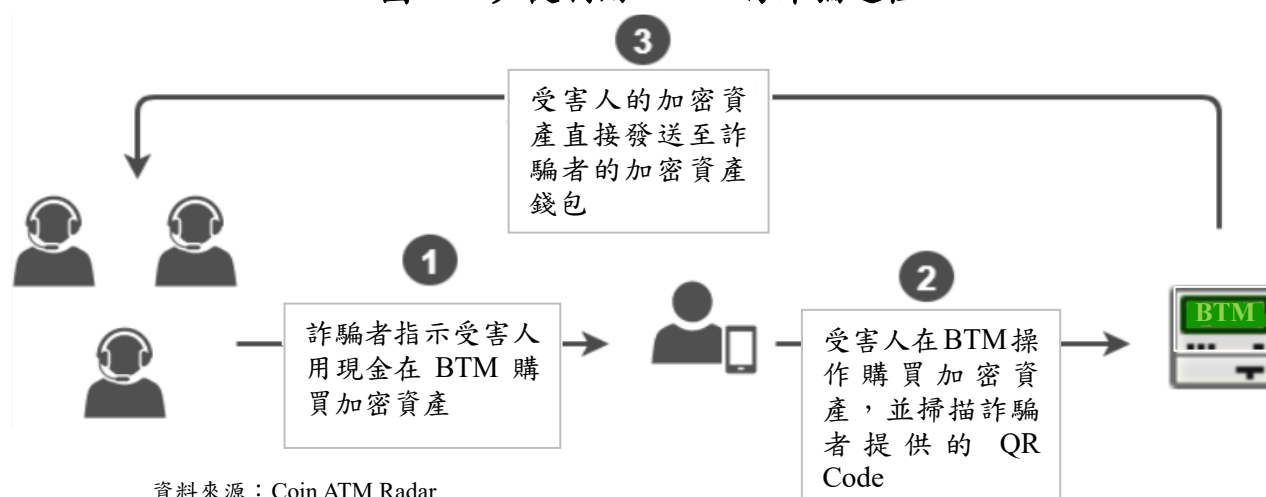 3
受害人的加密資
產直接發送至詐
騙者的加密資產
錢包
1
詐騙者指示受害人
用現金在 BTM 購
買加密資產
2
受害人在BTM操
作購買加密資
產，並掃描詐騙
者提供的 QR
Code
BTM
資料來源：Coin ATM Radar